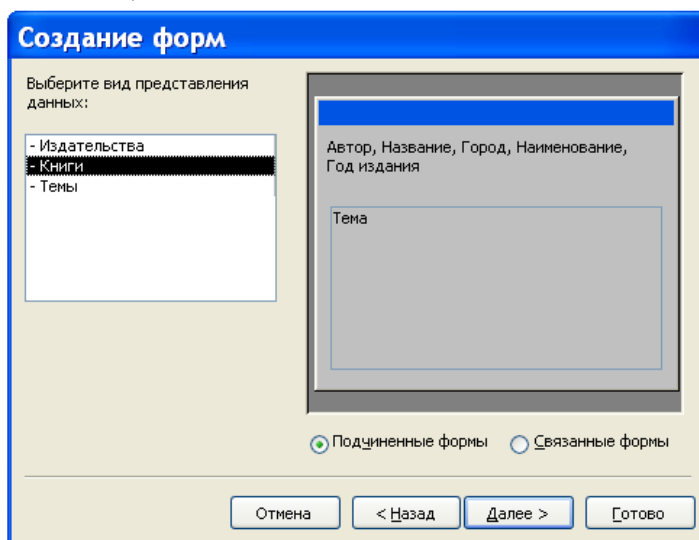 Создание форм
Выберите вид представления
данных:
- Издательства
- Книги
- Темы
Автор, Название, Город, Наименование,
Год издания
Тема
Подчиненные формы
Связанные формы
Отмена
< Назад
Далее >
Готово